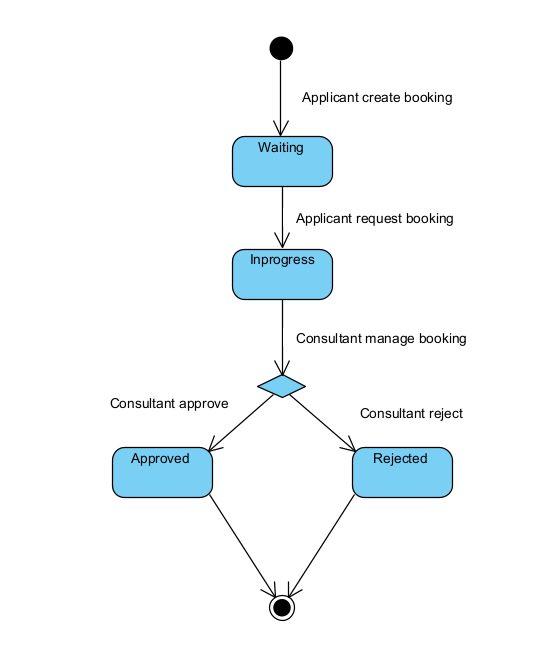 Applicant create booking
Waiting
Applicant request booking
Inprogress
Consultant manage booking
Consultant approve
Consultant reject
Approved
Rejected